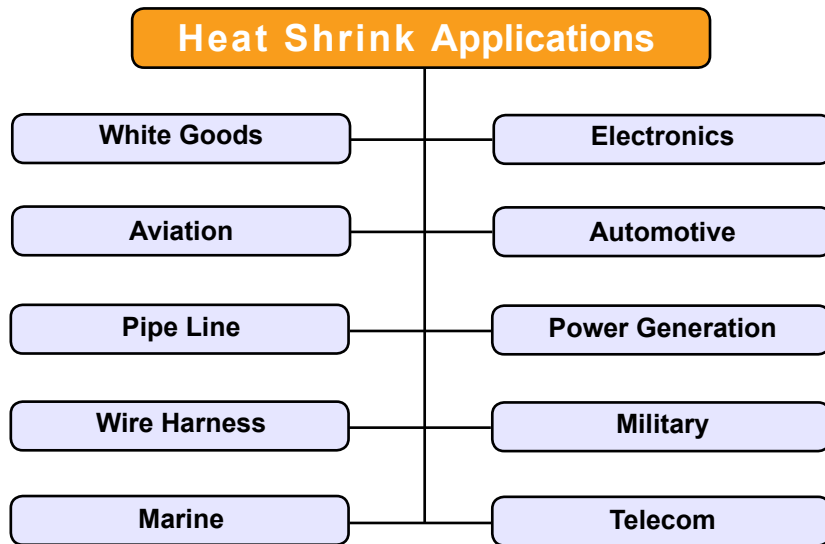 Heat Shrink Applications
White Goods
Electronics
Aviation
Automotive
Pipe Line
Power Generation
Wire Harness
Military
Marine
Telecom